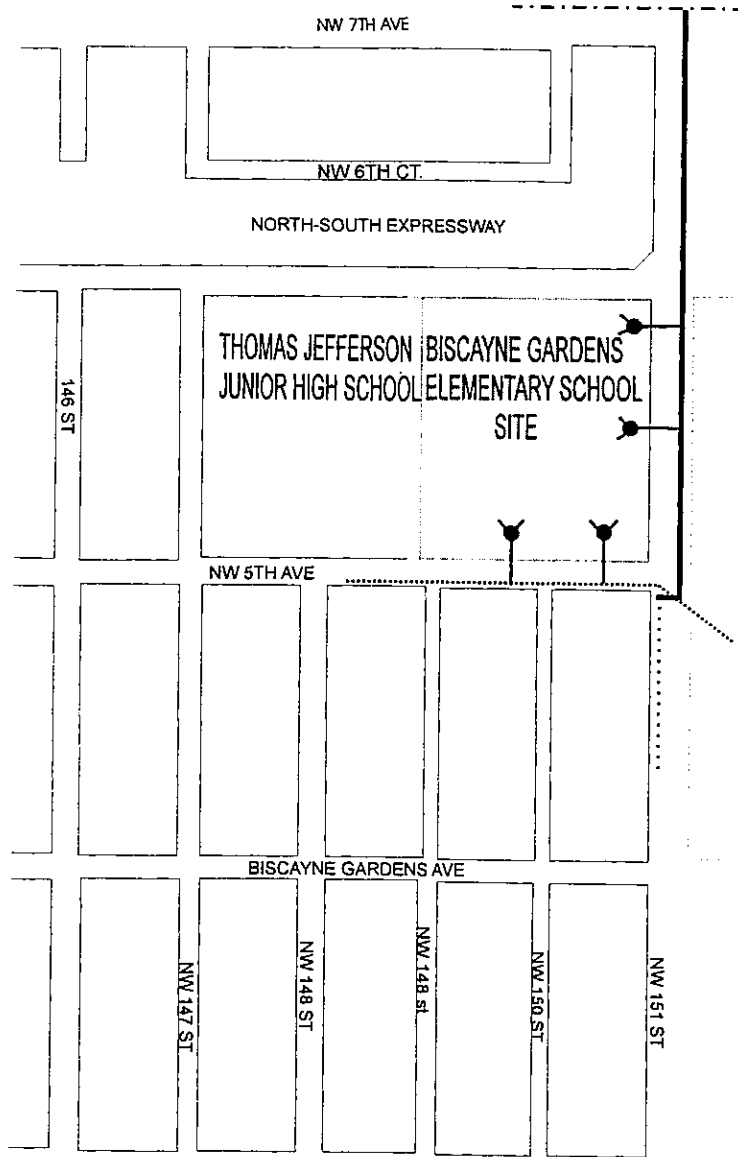 NW 7TH AVE
NW 6TH CT.
NORTH-SOUTH EXPRESSWAY
THOMAS JEFFERSON
JUNIOR HIGH SCHOOL
BISCAYNE GARDENS
ELEMENTARY SCHOOL
SITE
146 ST
NW 5TH AVE
BISCAYNE GARDENS AVE
NW 147 ST
NW 148 ST
NW 148 st
NW 150 ST
NW 151 ST